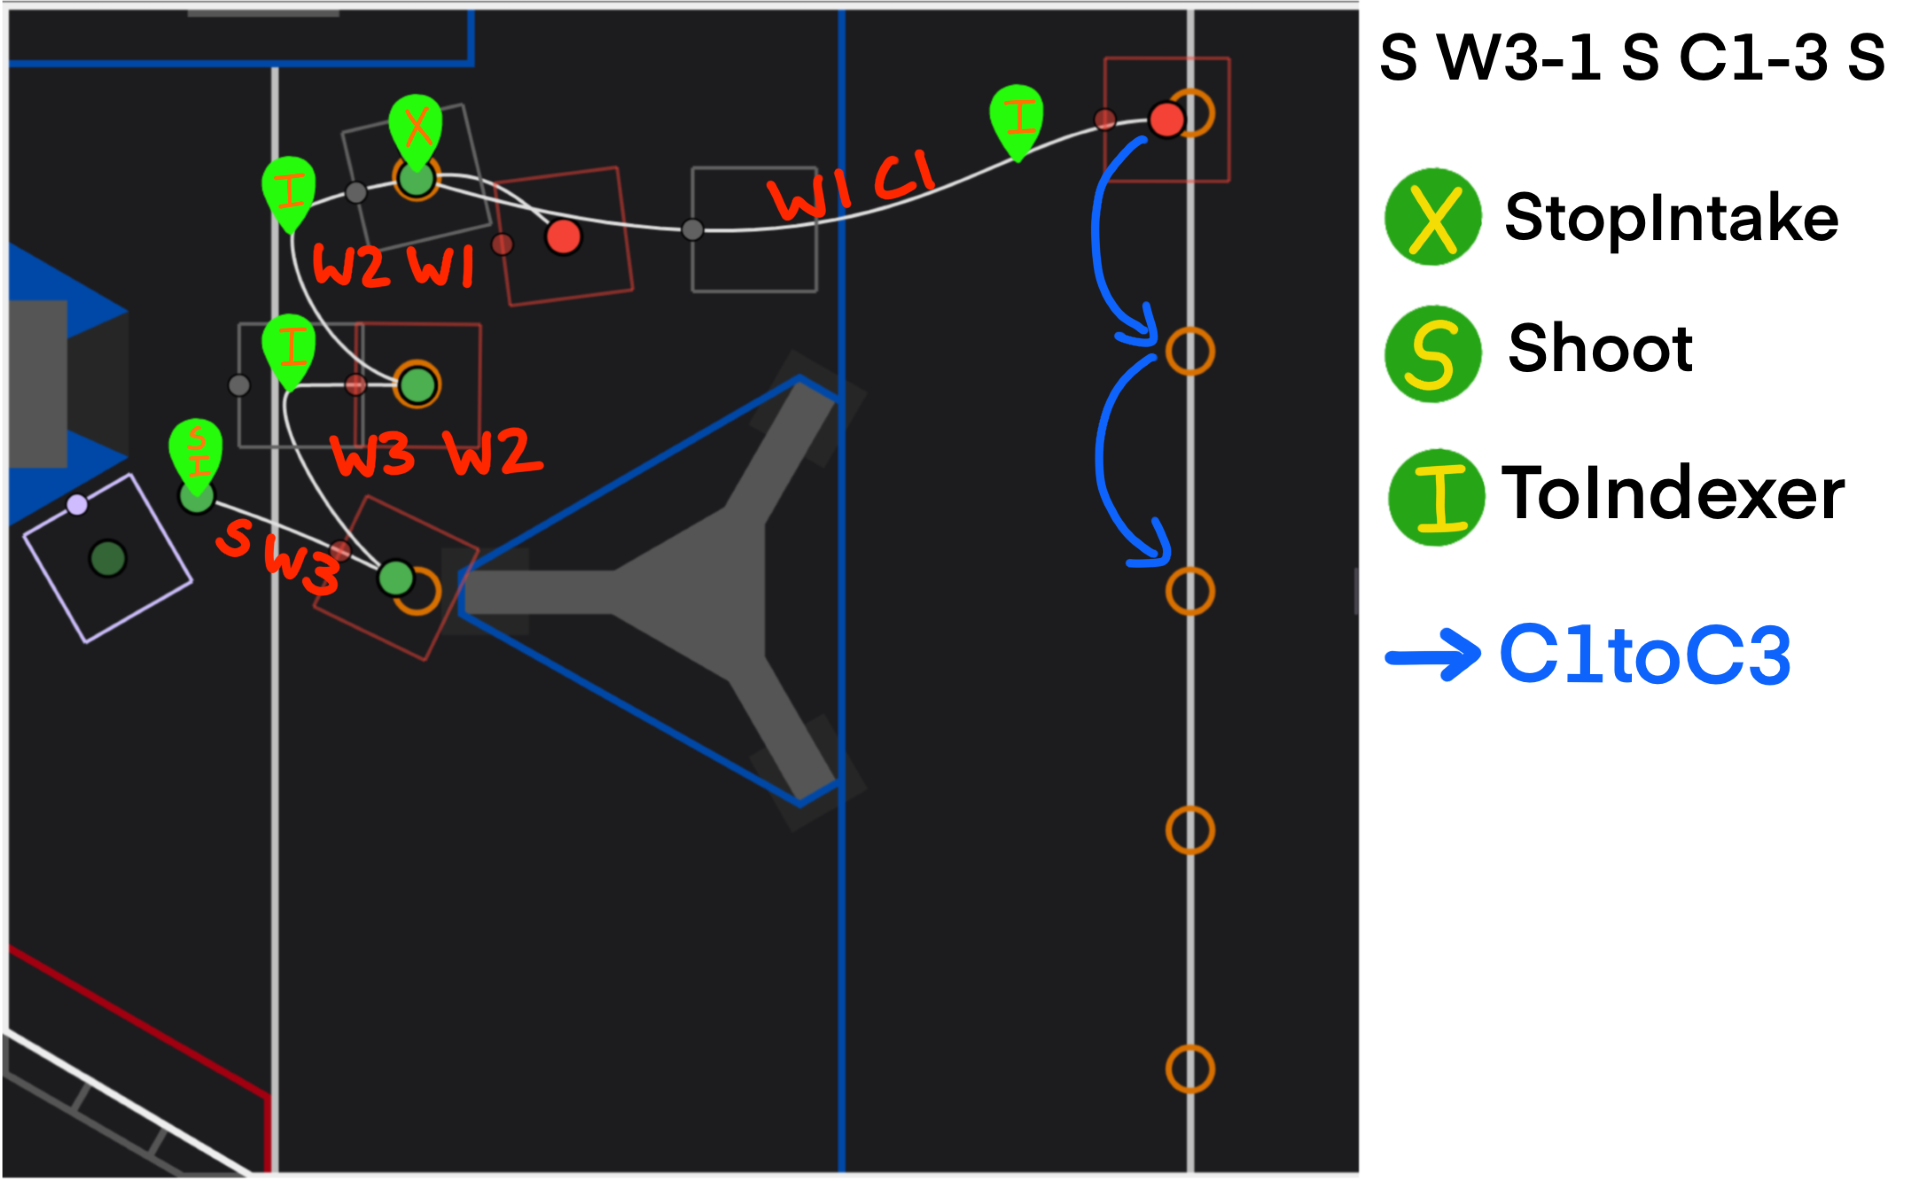 S W3-1 S C1-3 S
X
I
I
W1 C1
X StopIntake
W2 W1
I
S Shoot
S
I
W3 W2
I ToIndexer
S W3
→ C1toC3